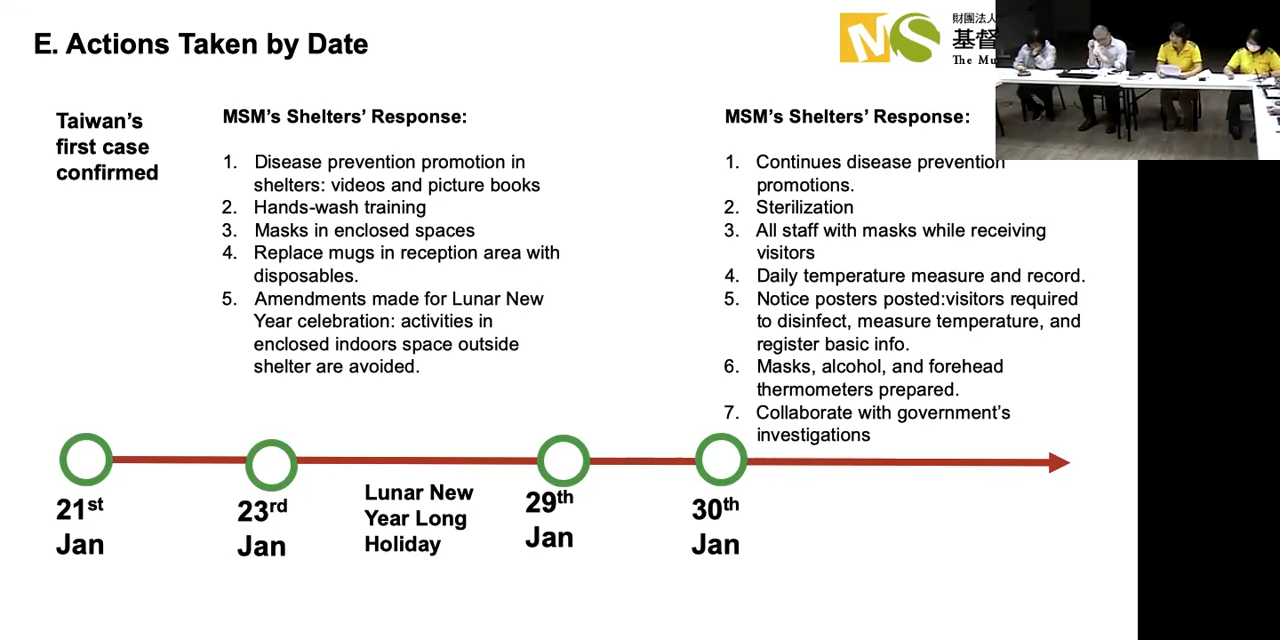 E. Actions Taken by Date
MS
財團法人
基督
The Mu
Taiwan's
first case
confirmed
MSM's Shelters' Response:
1. Disease prevention promotion in
shelters: videos and picture books
2. Hands-wash training
3. Masks in enclosed spaces
4. Replace mugs in reception area with
disposables.
5. Amendments made for Lunar New
Year celebration: activities in
enclosed indoors space outside
shelter are avoided.
MSM's Shelters' Response:
1. Continues disease prevention
promotions.
2. Sterilization
3. All staff with masks while receiving
visitors
4. Daily temperature measure and record.
5. Notice posters posted:visitors required
to disinfect, measure temperature, and
register basic info.
6. Masks, alcohol, and forehead
thermometers prepared.
7. Collaborate with government's
investigations
21st
Jan
23rd
Jan
Lunar New
Year Long
Holiday
29th
Jan
30th
Jan